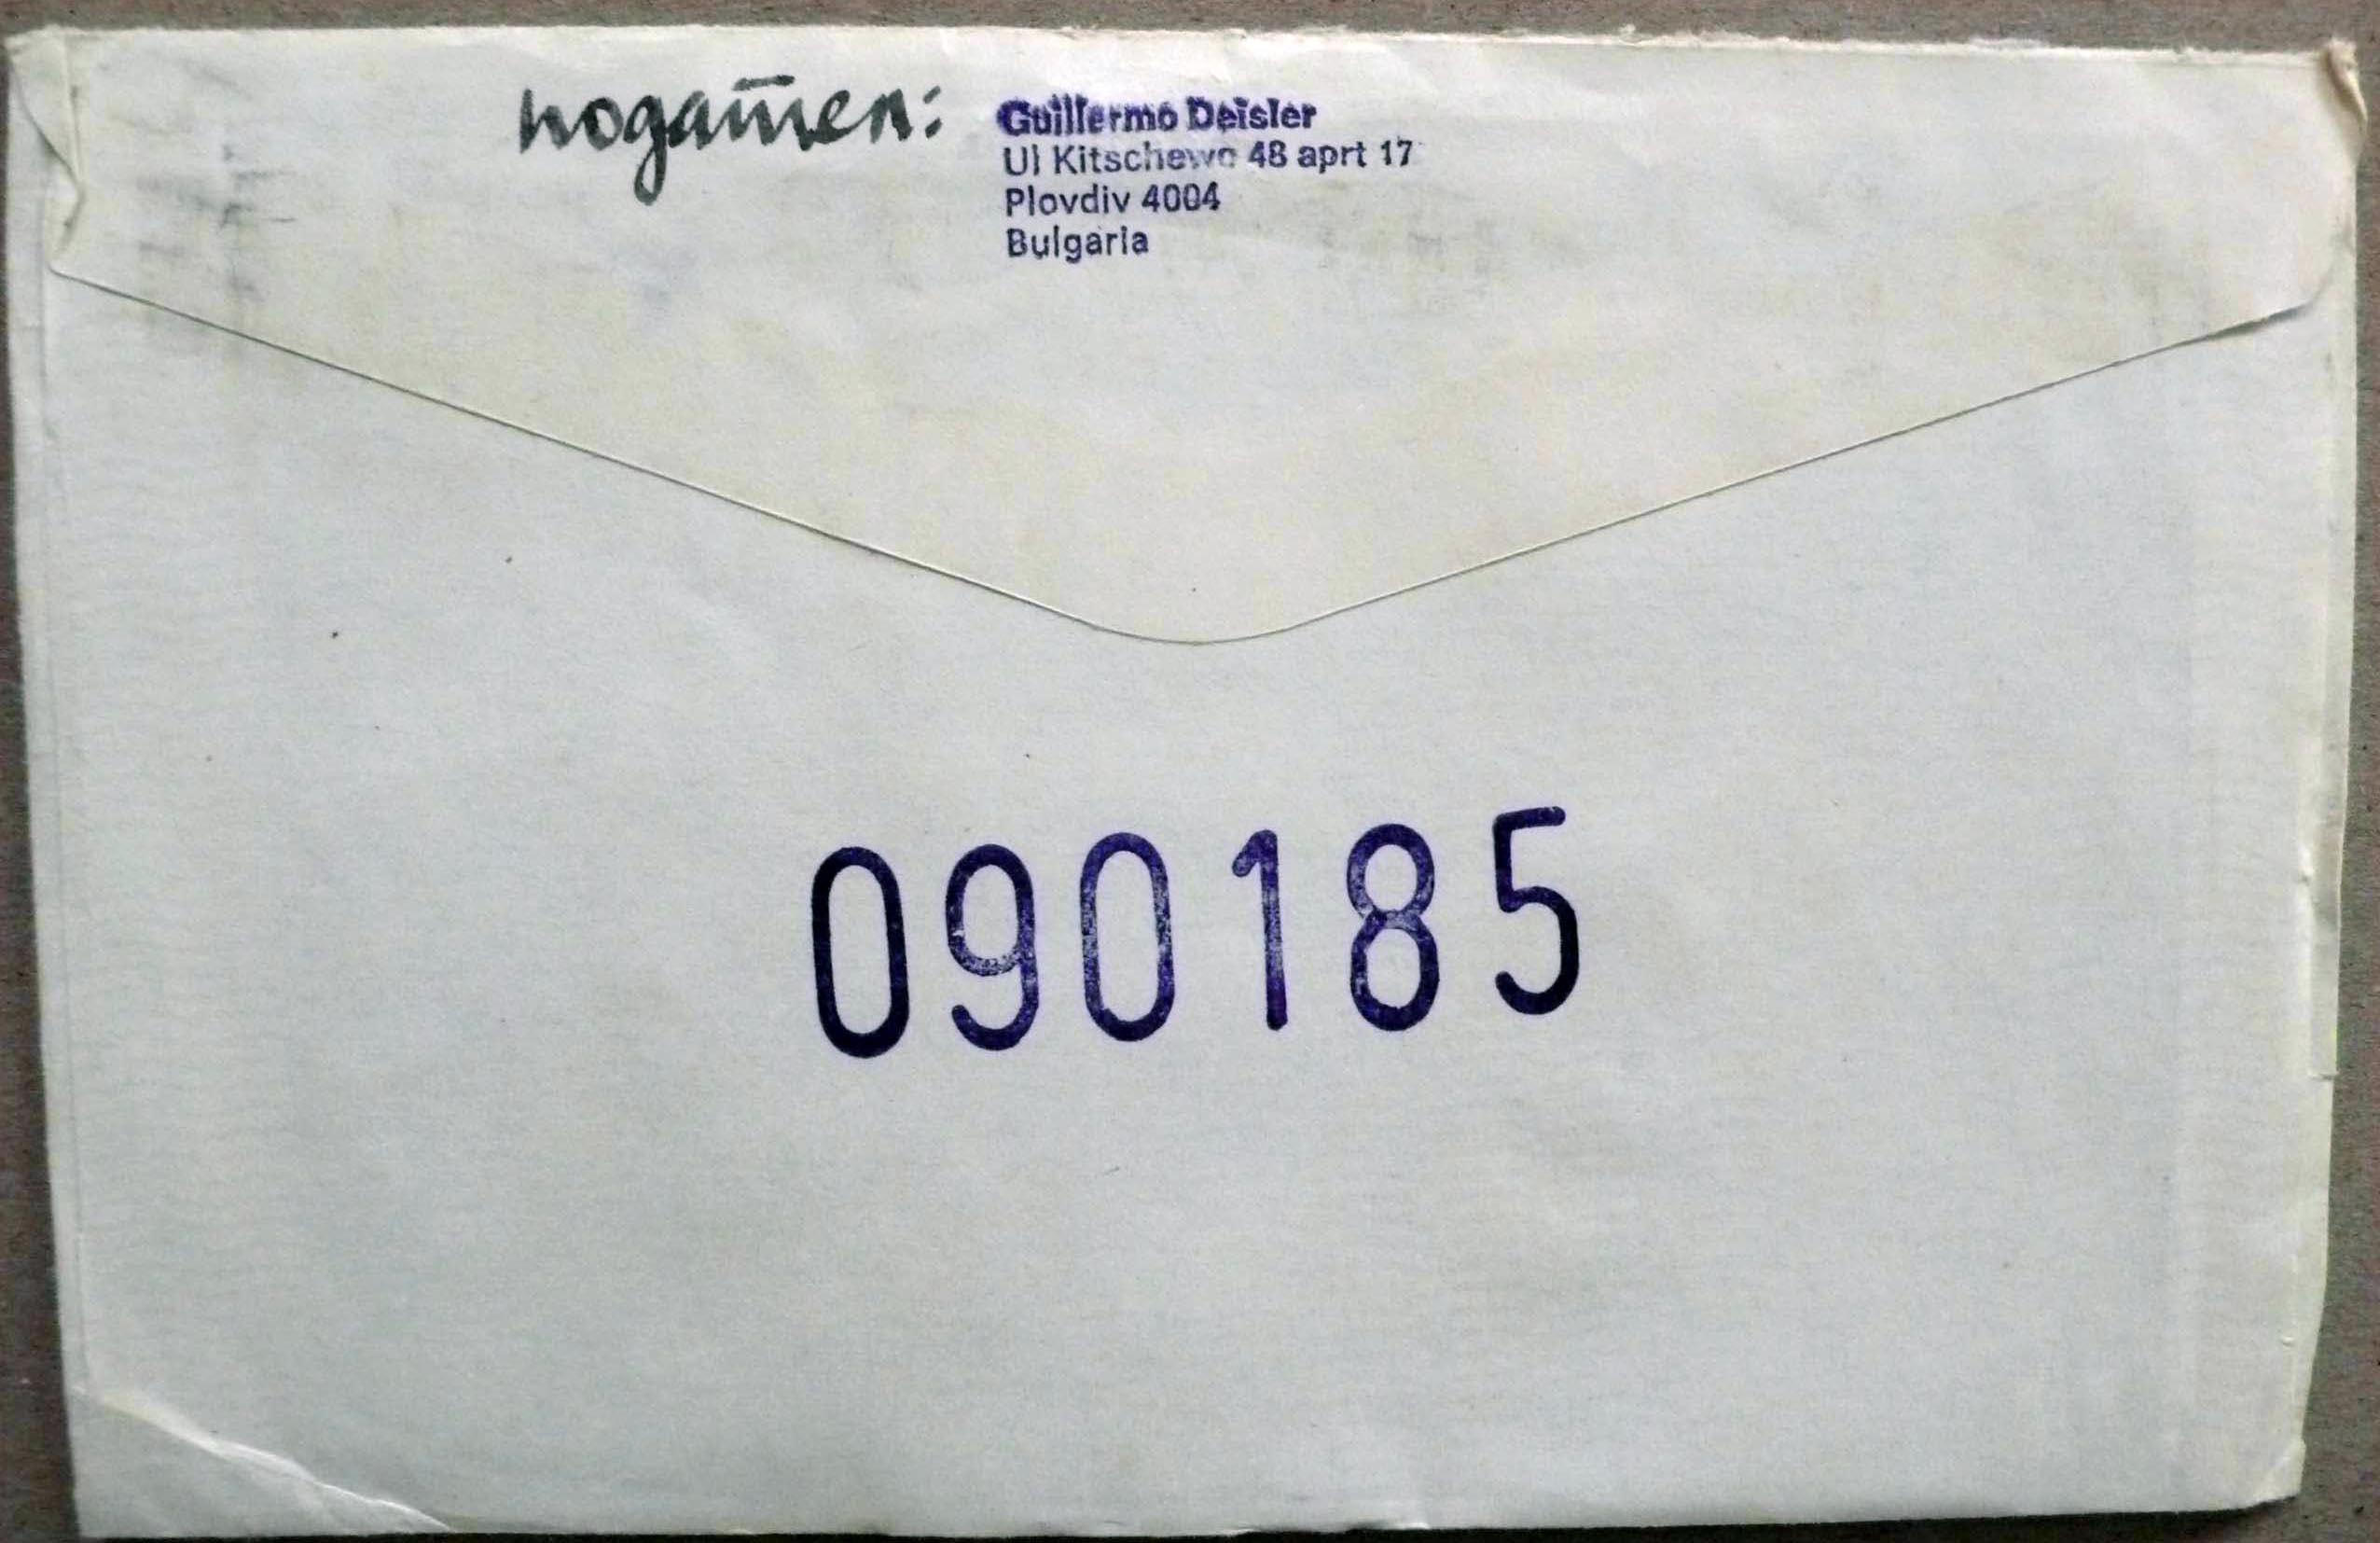 подател: Guillermo Deisler
Ul Kitschewo 48 aprt 17
Plovdiv 4004
Bulgaria
090185